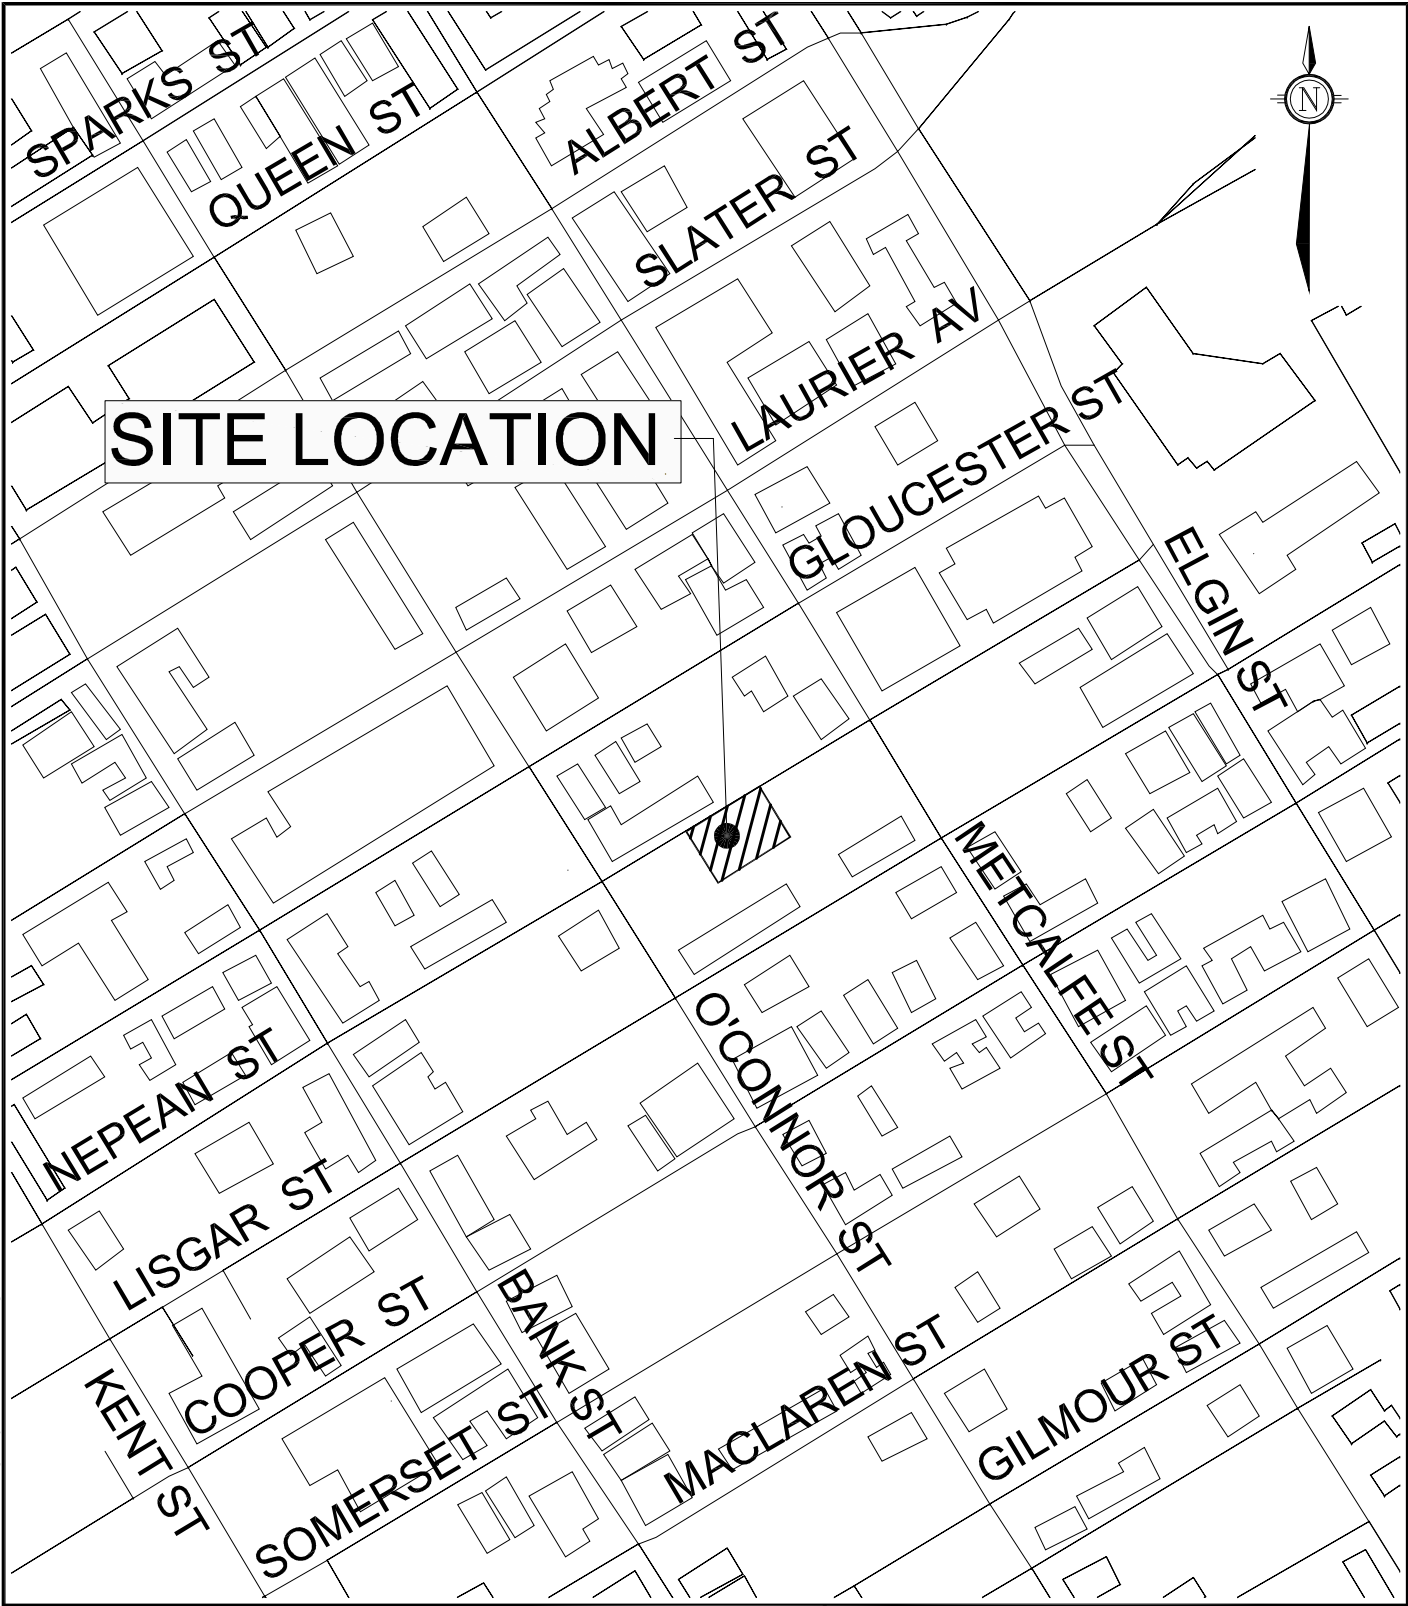 SPARKS ST
QUEEN ST
ALBERT ST
SLATER ST
N
LAURIER AV
SITE LOCATION
GLOUCESTER ST
ELGIN ST
METCALFE ST
O'CONNOR ST
NEPEAN ST
LISGAR ST
COOPER ST
BANK ST
KENT ST
SOMERSET ST
MACLAREN ST
GILMOUR ST